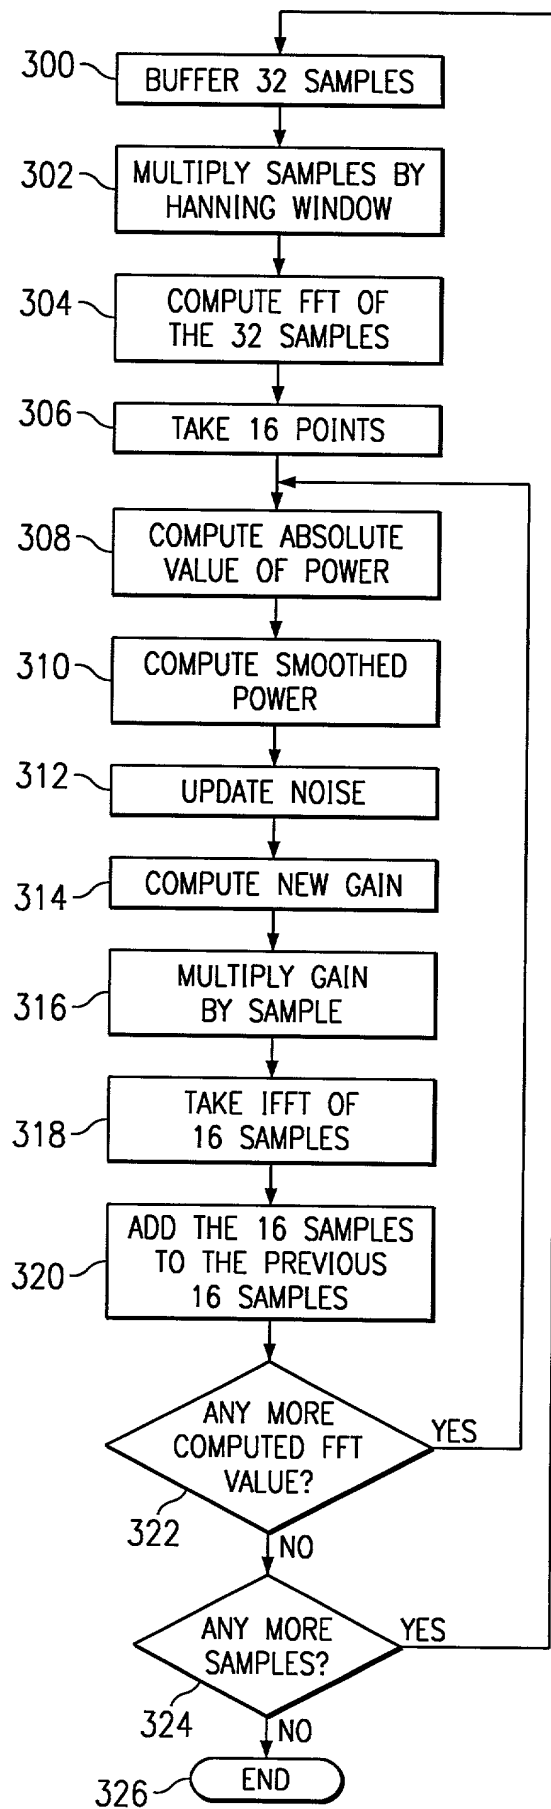 300
BUFFER 32 SAMPLES
302
MULTIPLY SAMPLES BY
HANNING WINDOW
304
COMPUTE FFT OF
THE 32 SAMPLES
306
TAKE 16 POINTS
308
COMPUTE ABSOLUTE
VALUE OF POWER
310
COMPUTE SMOOTHED
POWER
312
UPDATE NOISE
314
COMPUTE NEW GAIN
316
MULTIPLY GAIN
BY SAMPLE
318
TAKE IFFT OF
16 SAMPLES
320
ADD THE 16 SAMPLES
TO THE PREVIOUS
16 SAMPLES
ANY MORE
COMPUTED FFT
VALUE?
YES
322
NO
ANY MORE
SAMPLES?
YES
324
NO
326
END